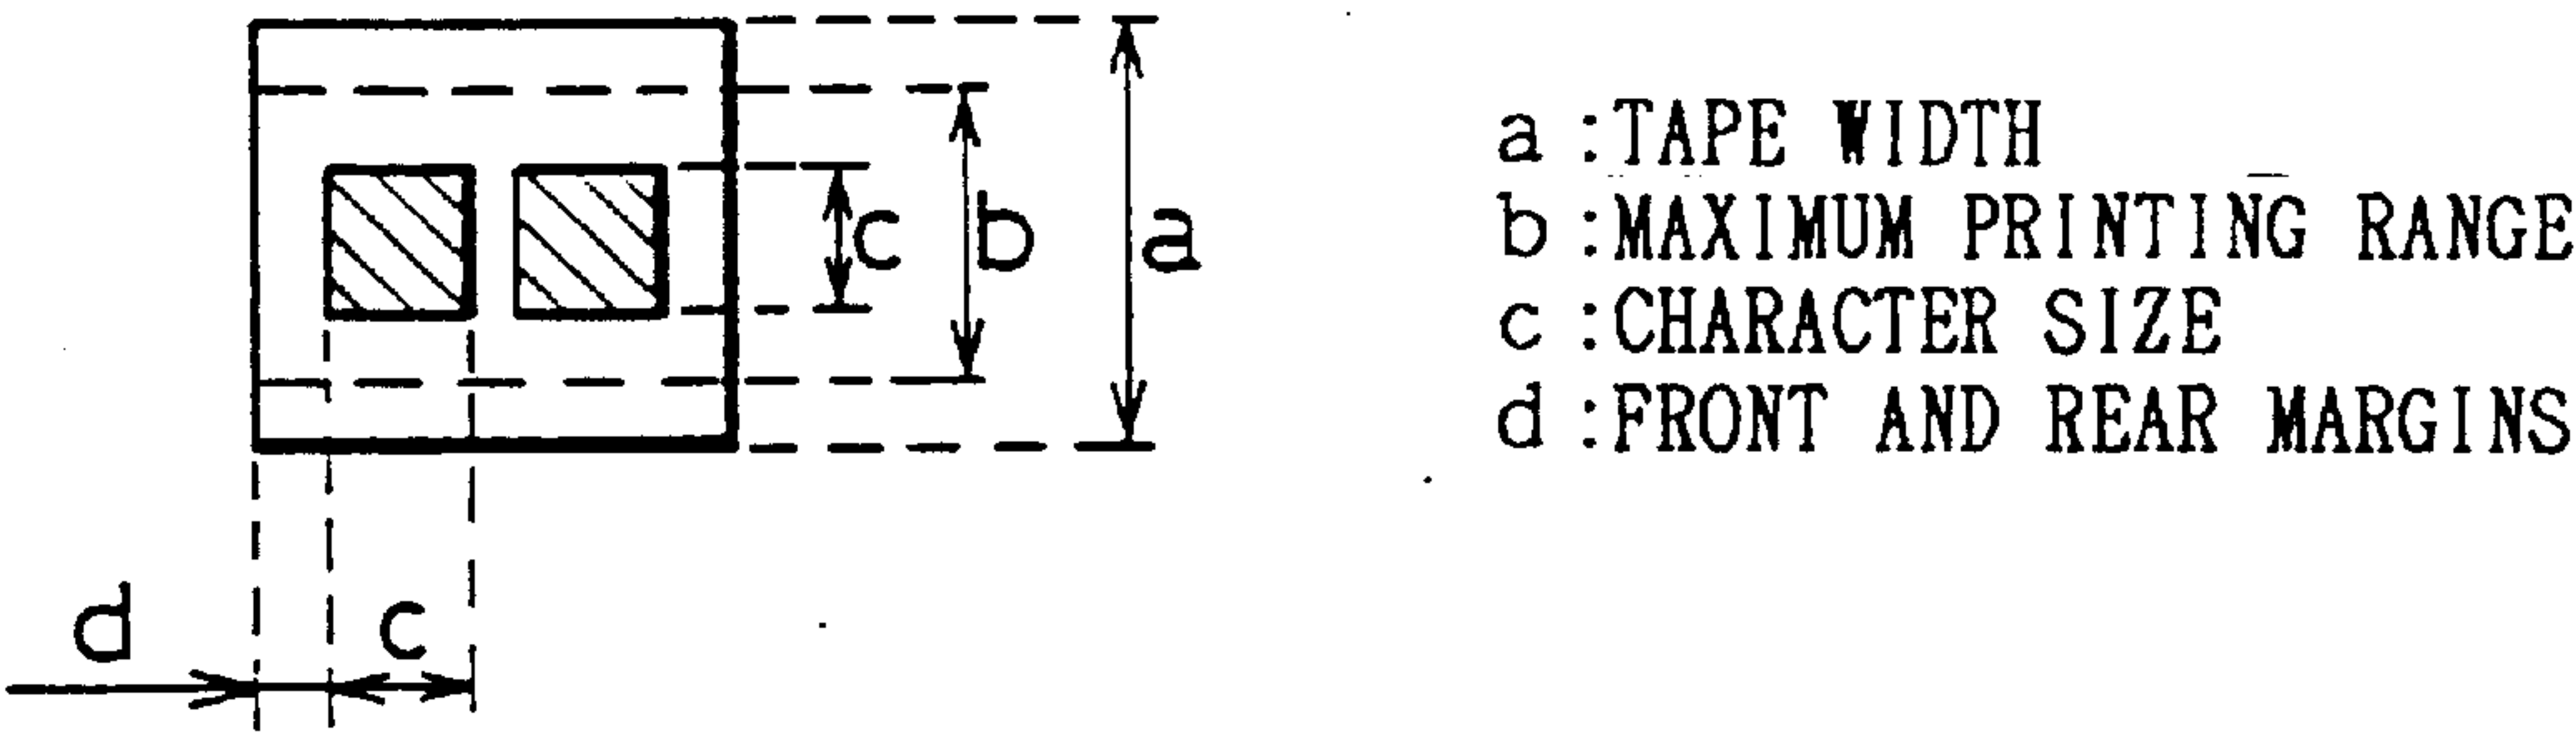 c b a
d c
a :TAPE WIDTH
b :MAXIMUM PRINTING RANGE
c :CHARACTER SIZE
d :FRONT AND REAR MARGINS